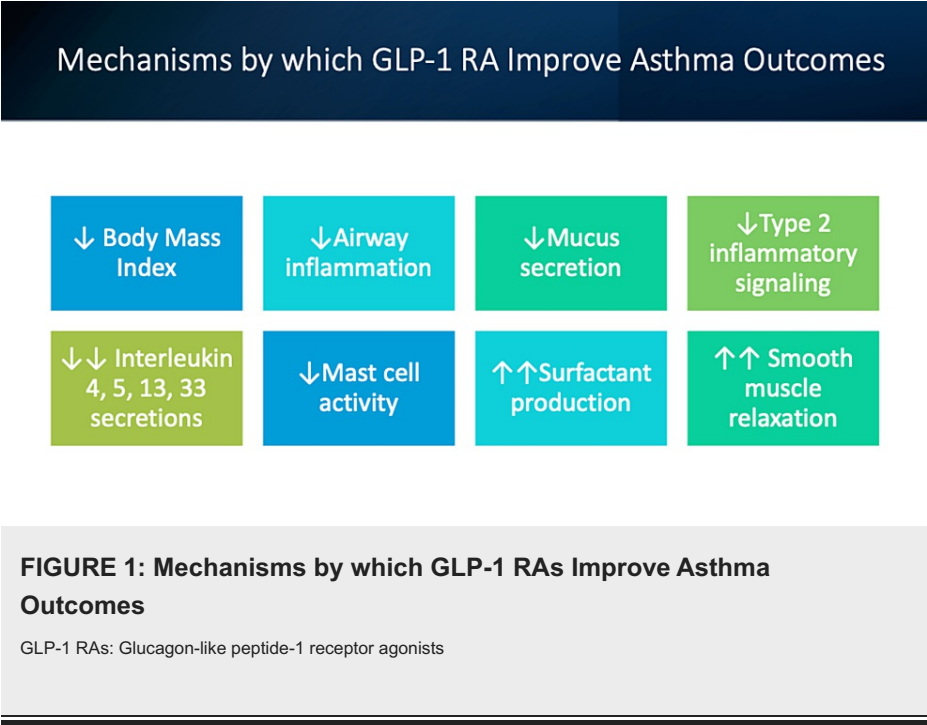 Mechanisms by which GLP-1 RA Improve Asthma Outcomes
↓ Body Mass
Index
↓Airway
inflammation
↓Mucus
secretion
↓Type 2
inflammatory
signaling
↓↓ Interleukin
4, 5, 13, 33
secretions
↓Mast cell
activity
↑↑Surfactant
production
↑↑ Smooth
muscle
relaxation
FIGURE 1: Mechanisms by which GLP-1 RAs Improve Asthma
Outcomes
GLP-1 RAs: Glucagon-like peptide-1 receptor agonists